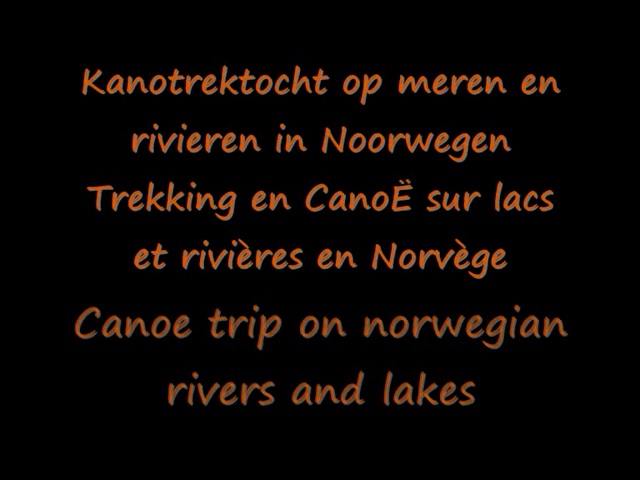 Kanotrektocht op meren en
rivieren in Noorwegen
Trekking en CanoË sur lacs
et rivières en Norvège
Canoe trip on norwegian
rivers and lakes